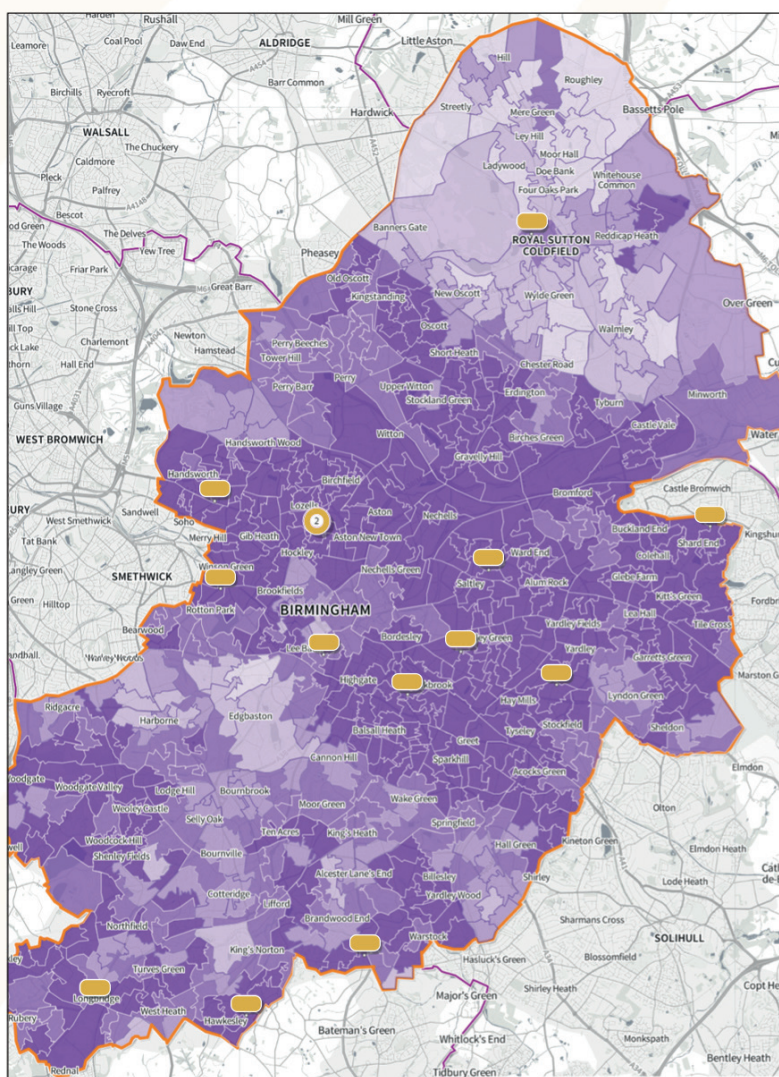 Rushall
Mill Green
Harden
Leamore
Coal Pool
Daw End
ALDRIDGE
Little Aston
A454
Hill
Roughley
Birchills
Ryecroft
Barr Common
Streetly
Mere Green
Bassetts Pole
Hardwick
A452
A453
WALSALL
The Chuckery
Ley Hill
Moor Hall
Caldmore
Ladywood
Doe Bank
Whitehouse
Common
Pleck
Palfrey
Four Oaks Park
A4148
Bescot
The Delves
Banners Gate
ROYAL SUTTON
COLDFIELD
Reddicap Heath
The Woods
Yew Tree
Pheasey
Friar Park
Old Oscott
BURY
Great Barr
Kingstanding
New Oscott
Wylde Green
Over Green
Hill Top
Stone Cross
Oscott
Walmley
Newton
Perry Beeches
Charlemont
Hamstead
Tower Hill
Short Heath
Hall End
Perry
Chester Road
Perry Barr
Upper Witton
Erdington
Minworth
Guns Village
A4031
Stockland Green
Tyburn
Castle Vale
WEST BROMWICH
Handsworth Wood
Witton
Birches Green
Water
Gravelly Hill
Handsworth
Birchfield
Bromford
Castle Bromwich
Sandwell
Lozells
Aston
Nechells
West Smethwick
Soho
2
Buckland End
Shard End
Kingshu
Tat Bank
Merry Hill
Gib Heath
Aston New Town
Ward End
Colehall
Hockley
Langley Green
Winson Green
Nechells Green
Saltley
Alum Rock
Glebe Farm
SMETHWICK
Brookfields
Kitts Green
Hilltop
Rotton Park
BIRMINGHAM
Lea Hall
Bearwood
Bordesley
Yardley Fields
Tile Cross
Warley Woods
Yardley
Garretts Green
Marston G
Highgate
Ridgacre
Edgbaston
Hay Mills
Lyndon Green
Harborne
Stockfield
Balsall Heath
Greet
Tyseley
Sheldon
Cannon Hill
Sparkhill
Elmdon
Acocks Green
Woodgate Valley
Lodge Hill
Bournbrook
Wake Green
Weoley Castle
Moor Green
Olton
Selly Oak
Ten Acres
King's Heath
Springfield
Woodcock Hill
Hall Green
Kineton Green
Elmdon Heath
Shenley Fields
Bournville
A41
Alcester Lane's End
Billesley
Shirley
Lode Heath
Cotteridge
Lifford
Yardley Wood
Brandwood End
Sharmans Cross
Northfield
Warstock
SOLIHULL
King's Norton
Hasluck's Green
Blossomfield
Turves Green
Shirley Heath
Copt He
Longbridge
Major's Green
Rubery
West Heath
Hawkesley
Bateman's Green
Whitlock's End
Monkspath
Bentley Heath
Rednal
Tidbury Green